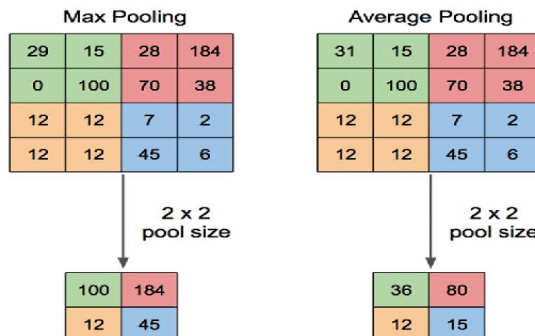 Max Pooling Average Pooling
29 15 28 184 31 15 28 184
0 100 70 38 0 100 70 38
12 12 7 2 12 12 7 2
12 12 45 6 12 12 45 6
2 x 2 2 x 2
pool size pool size
100 184 36 80
12 45 12 15